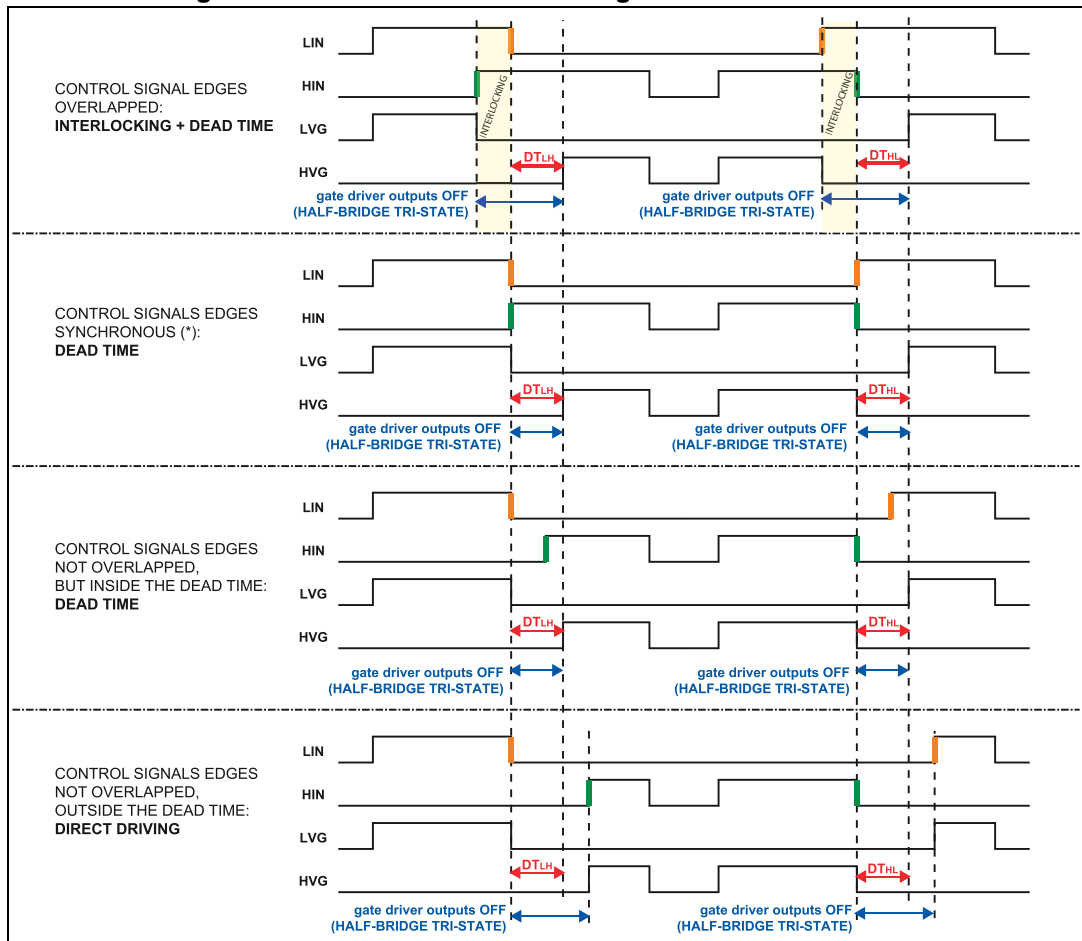 LIN
HIN
CONTROL SIGNAL EDGES
OVERLAPPED:
INTERLOCKING + DEAD TIME
INTERLOCKING
INTERLOCKING
LVG
DTLH
DTHL
HVG
gate driver outputs OFF
(HALF-BRIDGE TRI-STATE)
gate driver outputs OFF
(HALF-BRIDGE TRI-STATE)
LIN
CONTROL SIGNALS EDGES
SYNCHRONOUS (*):
DEAD TIME
HIN
LVG
DTLH
DTHL
HVG
gate driver outputs OFF
(HALF-BRIDGE TRI-STATE)
gate driver outputs OFF
(HALF-BRIDGE TRI-STATE)
LIN
CONTROL SIGNALS EDGES
NOT OVERLAPPED,
BUT INSIDE THE DEAD TIME:
DEAD TIME
HIN
LVG
DTLH
DTHL
HVG
gate driver outputs OFF
(HALF-BRIDGE TRI-STATE)
gate driver outputs OFF
(HALF-BRIDGE TRI-STATE)
LIN
CONTROL SIGNALS EDGES
NOT OVERLAPPED,
OUTSIDE THE DEAD TIME:
DIRECT DRIVING
HIN
LVG
DTLH
DTHL
HVG
gate driver outputs OFF
(HALF-BRIDGE TRI-STATE)
gate driver outputs OFF
(HALF-BRIDGE TRI-STATE)